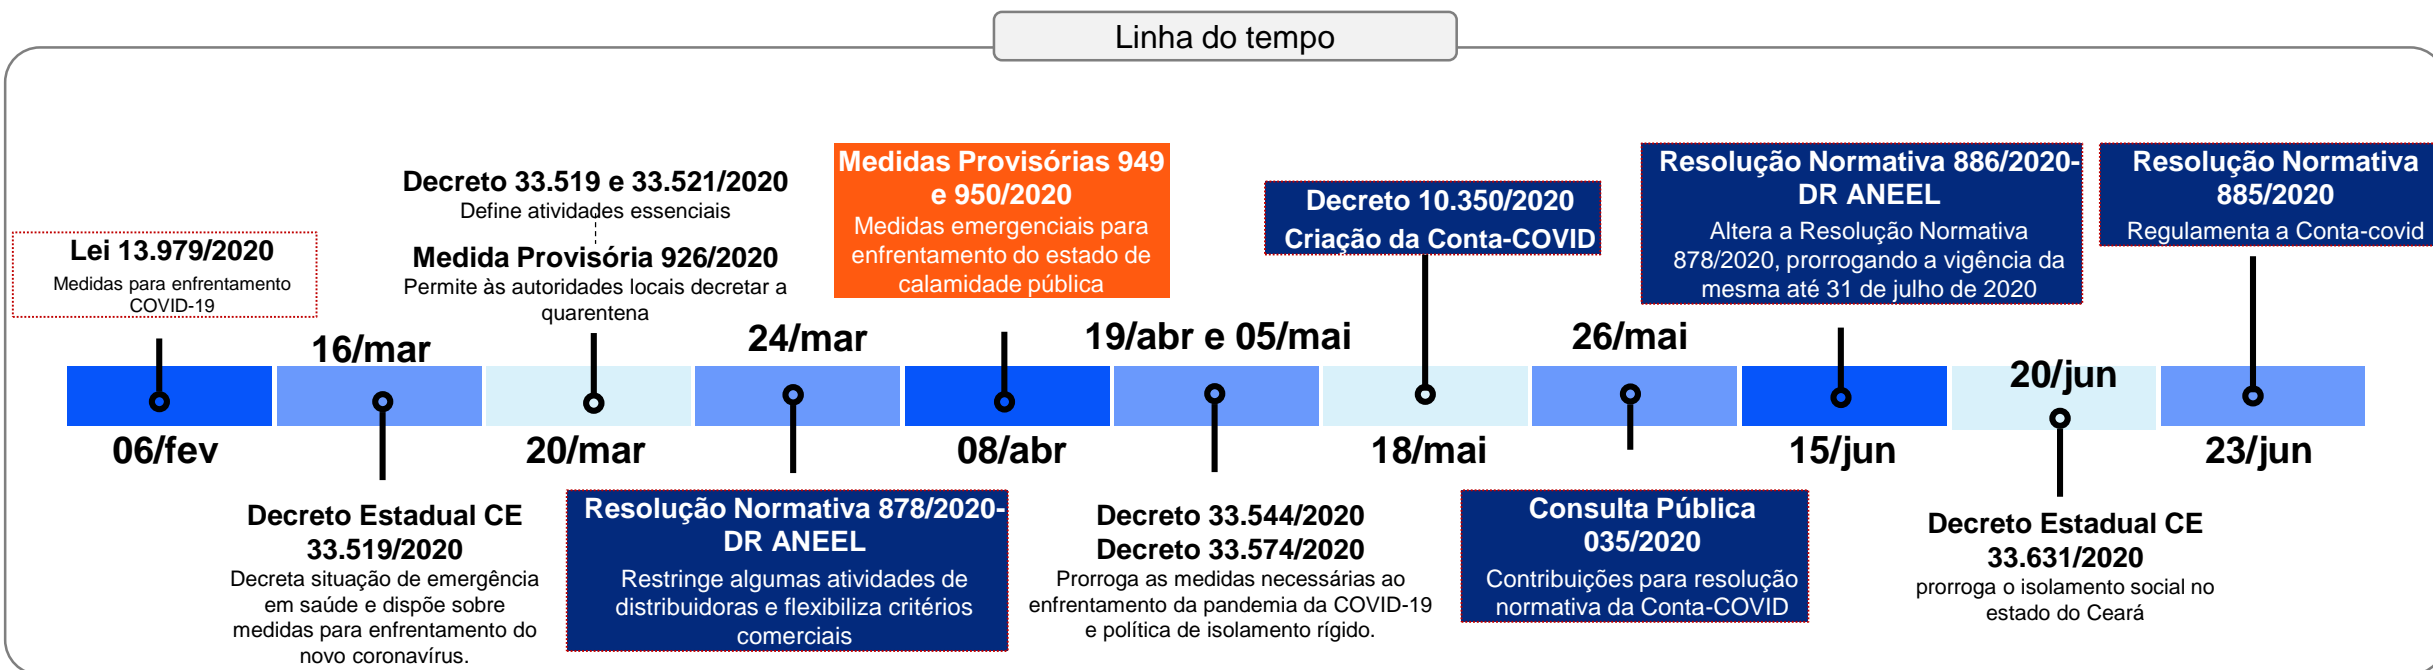 Linha do tempo
Lei 13.979/2020
Medidas para enfrentamento
COVID-19
06/fev
16/mar
Decreto Estadual CE
33.519/2020
Decreta situação de emergência
em saúde e dispõe sobre
medidas para enfrentamento do
novo coronavírus.
Decreto 33.519 e 33.521/2020
Define atividades essenciais
Medida Provisória 926/2020
Permite às autoridades locais decretar a
quarentena
20/mar
24/mar
Resolução Normativa 878/2020-
DR ANEEL
Restringe algumas atividades de
distribuidoras e flexibiliza critérios
comerciais
Medidas Provisórias 949
e 950/2020
Medidas emergenciais para
enfrentamento do estado de
calamidade pública
08/abr
19/abr e 05/mai
Decreto 33.544/2020
Decreto 33.574/2020
Prorroga as medidas necessárias ao
enfrentamento da pandemia da COVID-19
e política de isolamento rígido.
Decreto 10.350/2020
Criação da Conta-COVID
18/mai
26/mai
Consulta Pública
035/2020
Contribuições para resolução
normativa da Conta-COVID
Resolução Normativa 886/2020-
DR ANEEL
Altera a Resolução Normativa
878/2020, prorrogando a vigência da
mesma até 31 de julho de 2020
15/jun
20/jun
Decreto Estadual CE
33.631/2020
prorroga o isolamento social no
estado do Ceará
Resolução Normativa
885/2020
Regulamenta a Conta-covid
23/jun